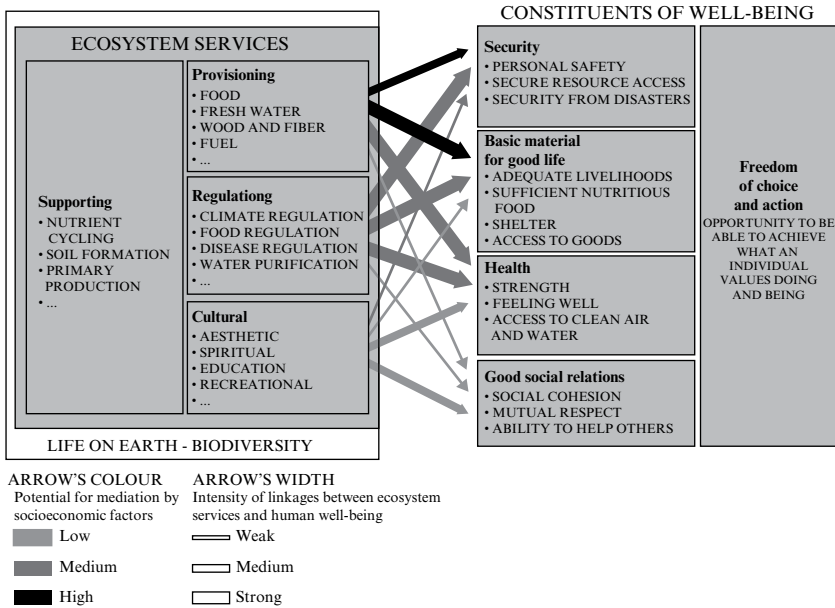 CONSTITUENTS OF WELL-BEING
ECOSYSTEM SERVICES
Supporting
• NUTRIENT
CYCLING
• SOIL FORMATION
• PRIMARY
PRODUCTION
• ...
Provisioning
• FOOD
• FRESH WATER
• WOOD AND FIBER
• FUEL
• ...
Regulationg
• CLIMATE REGULATION
• FOOD REGULATION
• DISEASE REGULATION
• WATER PURIFICATION
• ...
Cultural
• AESTHETIC
• SPIRITUAL
• EDUCATION
• RECREATIONAL
• ...
LIFE ON EARTH - BIODIVERSITY
Security
• PERSONAL SAFETY
• SECURE RESOURCE ACCESS
• SECURITY FROM DISASTERS
Basic material
for good life
• ADEQUATE LIVELIHOODS
• SUFFICIENT NUTRITIOUS
FOOD
• SHELTER
• ACCESS TO GOODS
Health
• STRENGTH
• FEELING WELL
• ACCESS TO CLEAN AIR
AND WATER
Good social relations
• SOCIAL COHESION
• MUTUAL RESPECT
• ABILITY TO HELP OTHERS
Freedom
of choice
and action
OPPORTUNITY TO BE
ABLE TO ACHIEVE
WHAT AN
INDIVIDUAL
VALUES DOING
AND BEING
ARROW'S COLOUR
Potential for mediation by
socioeconomic factors
Low
Medium
High
ARROW'S WIDTH
Intensity of linkages between ecosystem
services and human well-being
Weak
Medium
Strong